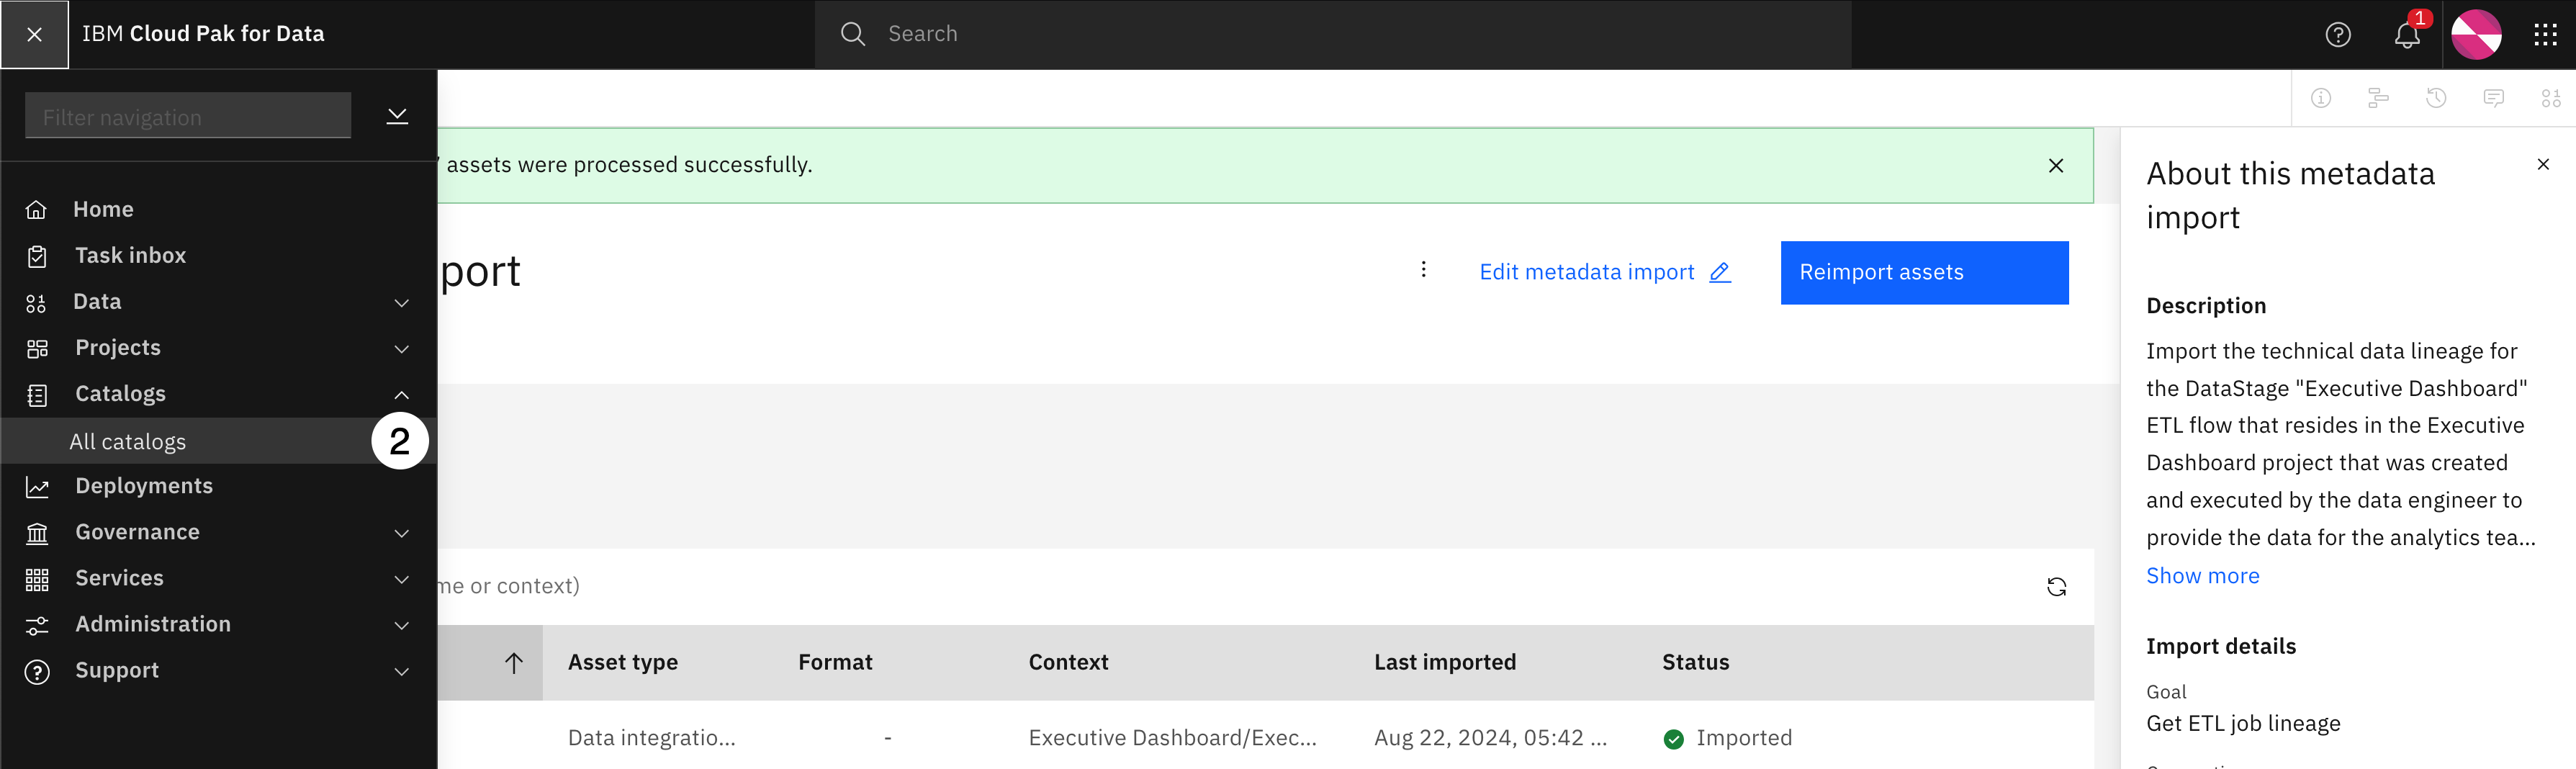 IBM Cloud Pak for Data
Search
1
Filter navigation
Home
Task inbox
Data
Projects
Catalogs
All catalogs
2
Deployments
Governance
Services
Administration
Support
assets were processed successfully.
port
Edit metadata import
Reimport assets
me or context)
Asset type Format Context Last imported Status
Data integratio... - Executive Dashboard/Exec... Aug 22, 2024, 05:42 ... Imported
About this metadata
import
Description
Import the technical data lineage for
the DataStage "Executive Dashboard"
ETL flow that resides in the Executive
Dashboard project that was created
and executed by the data engineer to
provide the data for the analytics tea...
Show more
Import details
Goal
Get ETL job lineage